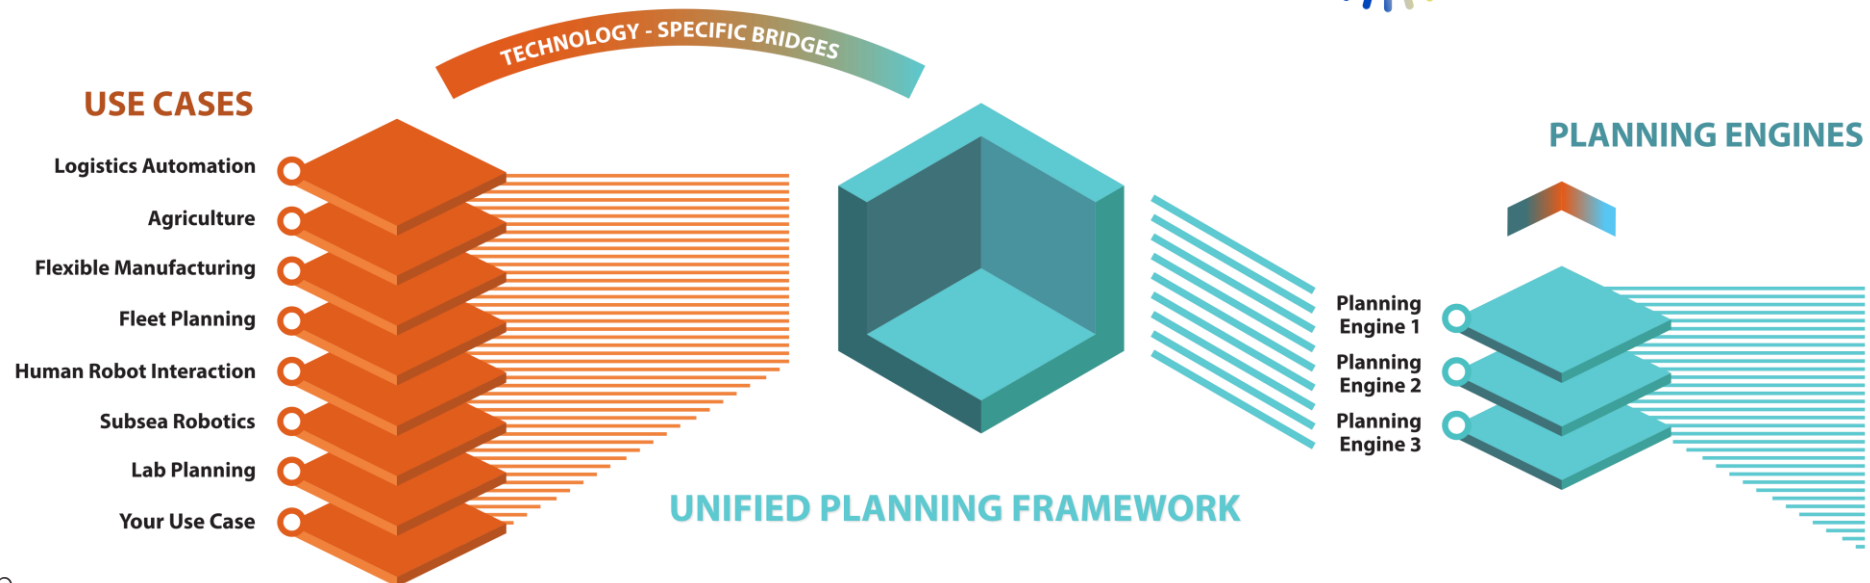 TECHNOLOGY - SPECIFIC BRIDGES
USE CASES
Logistics Automation
Agriculture
Flexible Manufacturing
Fleet Planning
Human Robot Interaction
Subsea Robotics
Lab Planning
Your Use Case
UNIFIED PLANNING FRAMEWORK
PLANNING ENGINES
Planning
Engine 1
Planning
Engine 2
Planning
Engine 3